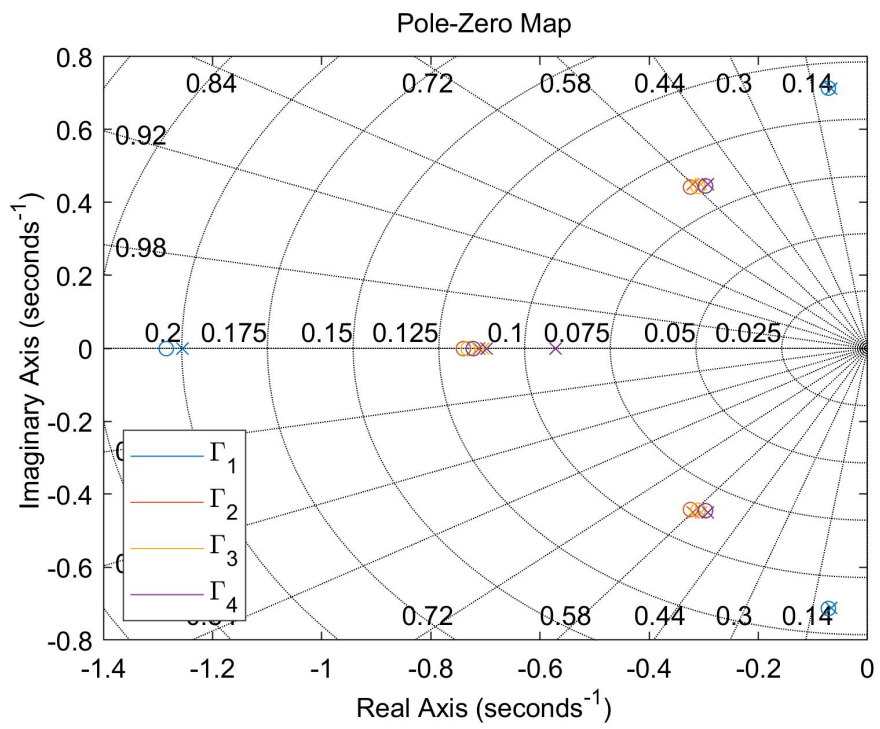 Pole-Zero Map
0.8
0.84 0.72 0.58 0.44 0.3 0.14
0.6
0.92
0.4
0.98
0.2
0.2 0.175 0.15 0.125 0.1 0.075 0.05 0.025
0
-0.2
Γ1
-0.4
Γ2
Γ3
-0.6
Γ4
0.72 0.58 0.44 0.3 0.14
-0.8
-1.4 -1.2 -1 -0.8 -0.6 -0.4 -0.2 0
Real Axis (seconds-1)
Imaginary Axis (seconds-1)